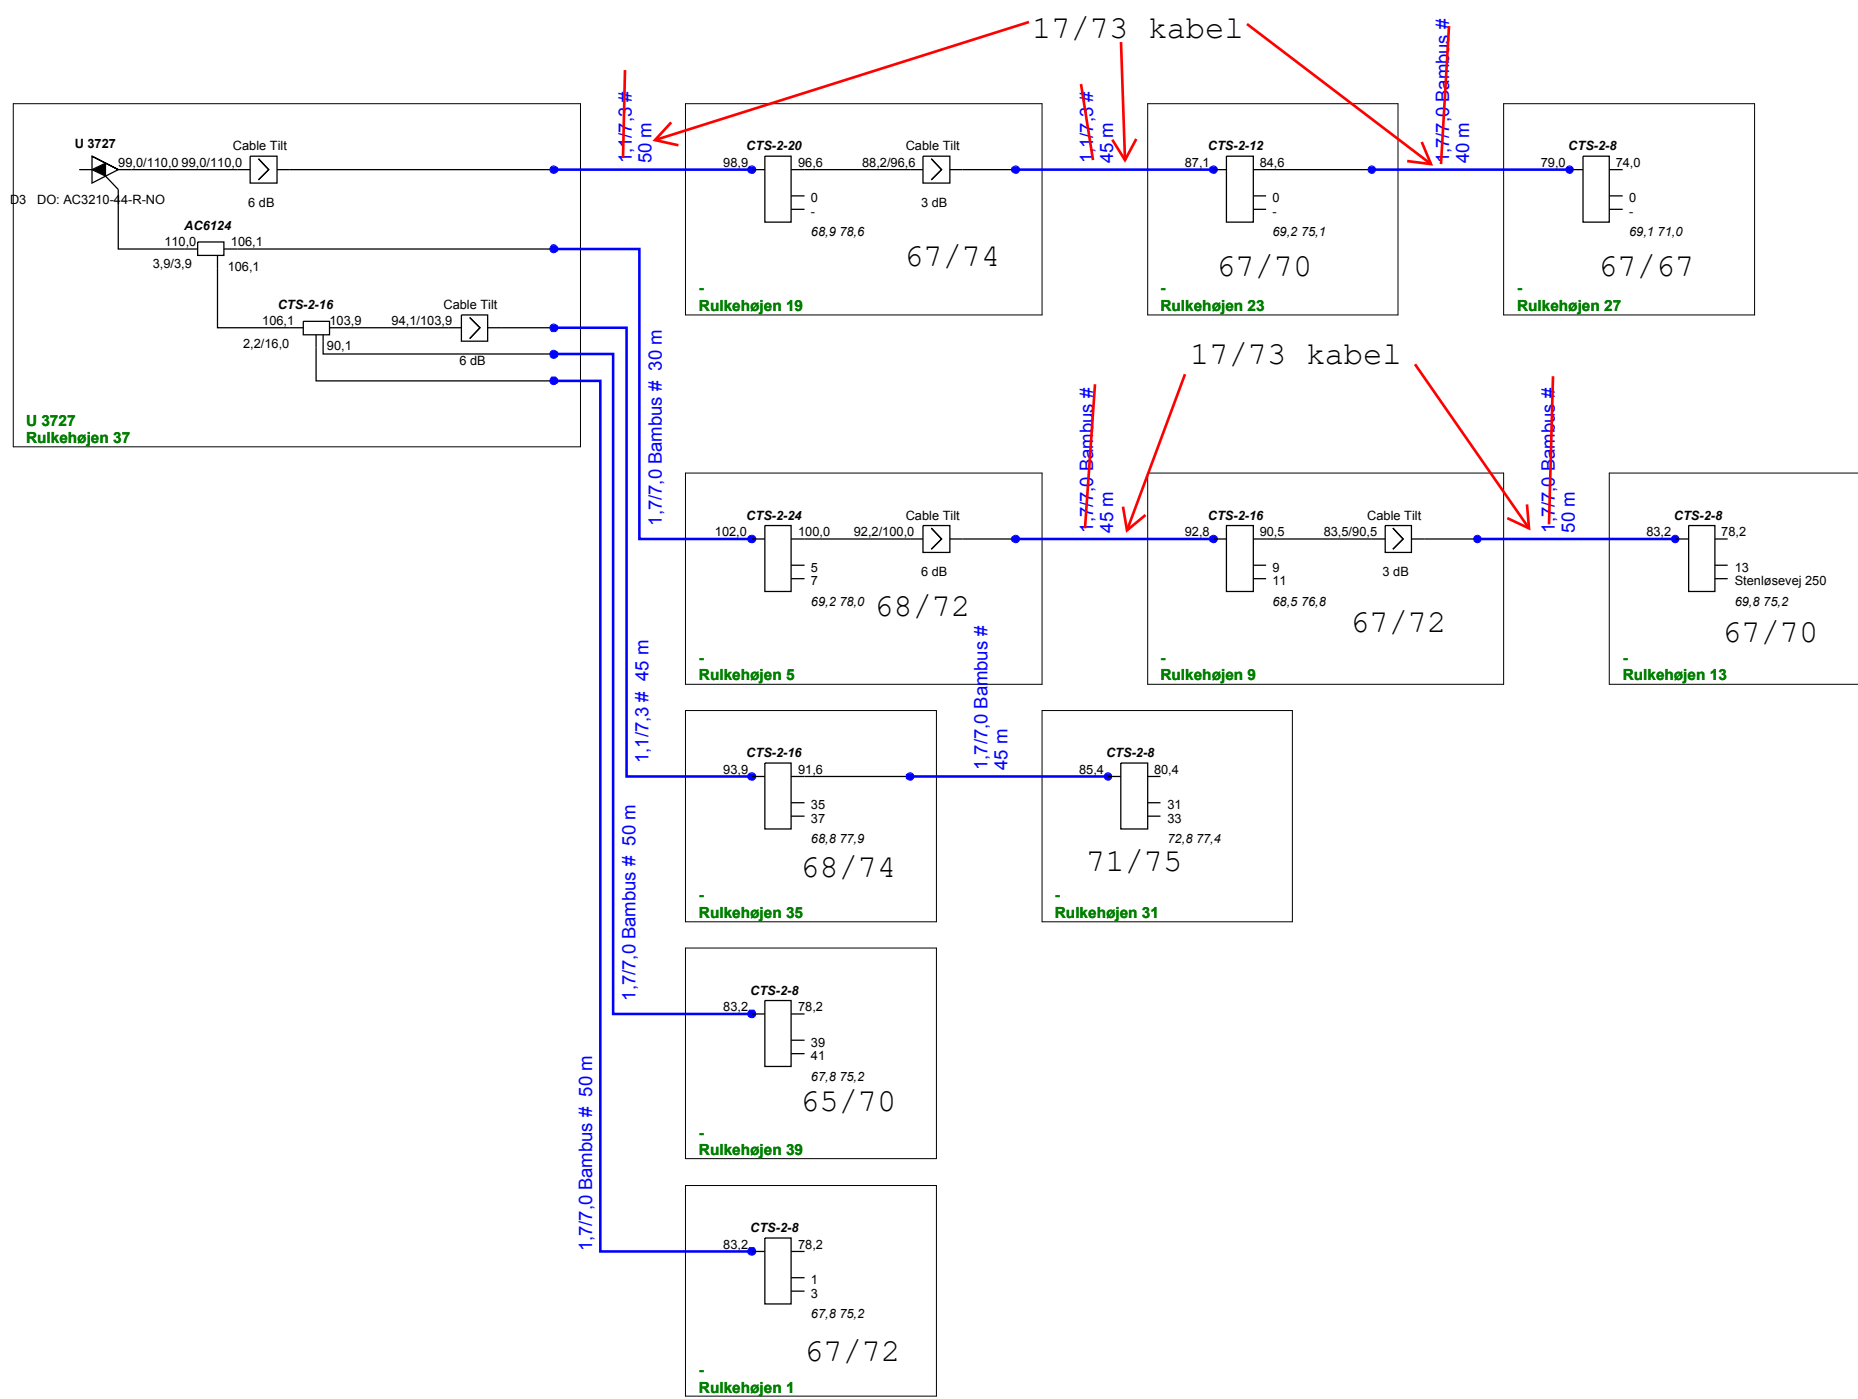 17/73 kabel
1,1/7,3 #
50 m
1,1/7,3 #
45 m
1,7/7,0 Bambus #
40 m
U 3727
99,0/110,0 99,0/110,0
Cable Tilt
6 dB
D3 DO: AC3210-44-R-NO
AC6124
110,0
106,1
3,9/3,9
106,1
CTS-2-16
106,1
103,9
94,1/103,9
Cable Tilt
2,2/16,0
90,1
6 dB
U 3727
Rulkehøjen 37
CTS-2-20
98,9
96,6
88,2/96,6
Cable Tilt
3 dB
0
-
68,9 78,6
67/74
-
Rulkehøjen 19
CTS-2-12
87,1
84,6
0
-
69,2 75,1
67/70
-
Rulkehøjen 23
CTS-2-8
79,0
74,0
0
-
69,1 71,0
67/67
-
Rulkehøjen 27
17/73 kabel
1,7/7,0 Bambus # 30 m
1,7/7,0 Bambus #
45 m
1,7/7,0 Bambus #
50 m
CTS-2-24
102,0
100,0
92,2/100,0
Cable Tilt
6 dB
5
7
69,2 78,0
68/72
-
Rulkehøjen 5
CTS-2-16
92,8
90,5
83,5/90,5
Cable Tilt
3 dB
9
11
68,5 76,8
67/72
-
Rulkehøjen 9
CTS-2-8
83,2
78,2
13
Stenløsevej 250
69,8 75,2
67/70
-
Rulkehøjen 13
1,1/7,3 # 45 m
1,7/7,0 Bambus #
45 m
CTS-2-16
93,9
91,6
35
37
68,8 77,9
68/74
-
Rulkehøjen 35
CTS-2-8
85,4
80,4
31
33
72,8 77,4
71/75
-
Rulkehøjen 31
1,7/7,0 Bambus # 50 m
CTS-2-8
83,2
78,2
39
41
67,8 75,2
65/70
-
Rulkehøjen 39
1,7/7,0 Bambus # 50 m
CTS-2-8
83,2
78,2
1
3
67,8 75,2
67/72
-
Rulkehøjen 1